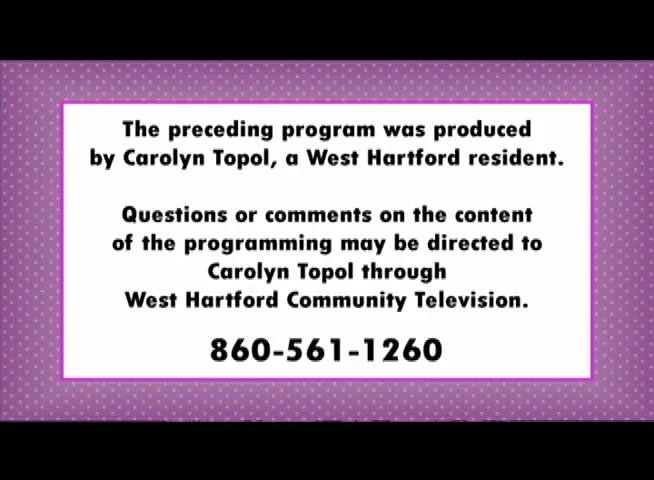 The preceding program was produced
by Carolyn Topol, a West Hartford resident.
Questions or comments on the content
of the programming may be directed to
Carolyn Topol through
West Hartford Community Television.
860-561-1260